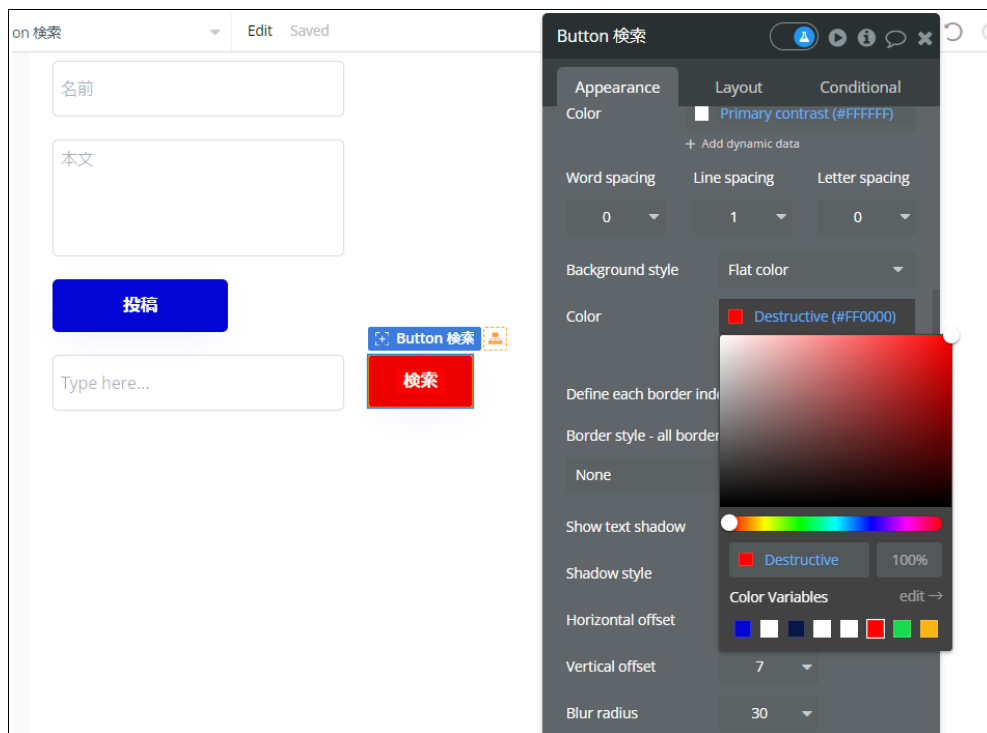 on 検索
Edit Saved
名前
本文
投稿
Button 検索
検索
Type here...
Button 検索
Appearance Layout Conditional
Color Primary contrast (#FFFFFF)
+ Add dynamic data
Word spacing Line spacing Letter spacing
0 1 0
Background style Flat color
Color Destructive (#FF0000)
Define each border inde
Border style - all border
None
Show text shadow
Destructive 100%
Shadow style
Color Variables edit →
Horizontal offset
Vertical offset 7
Blur radius 30